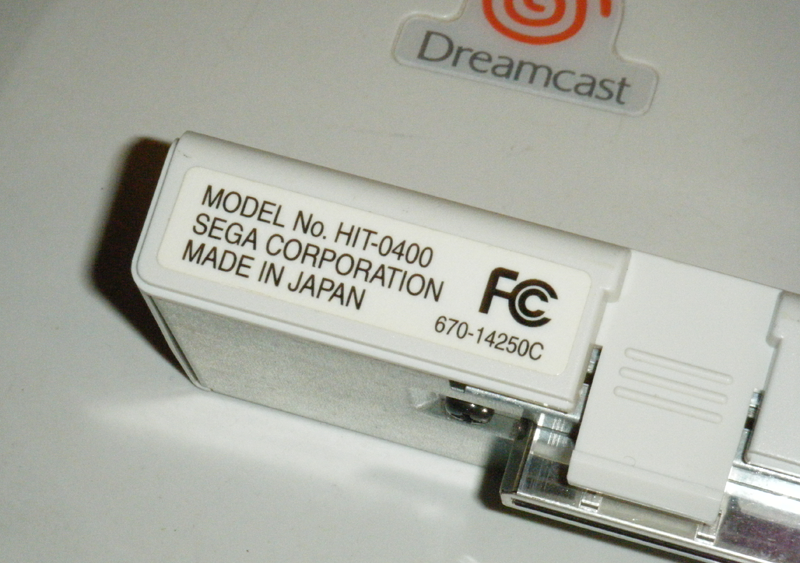 Dreamcast
MODEL No. HIT-0400
SEGA CORPORATION
MADE IN JAPAN
FC
670-14250C